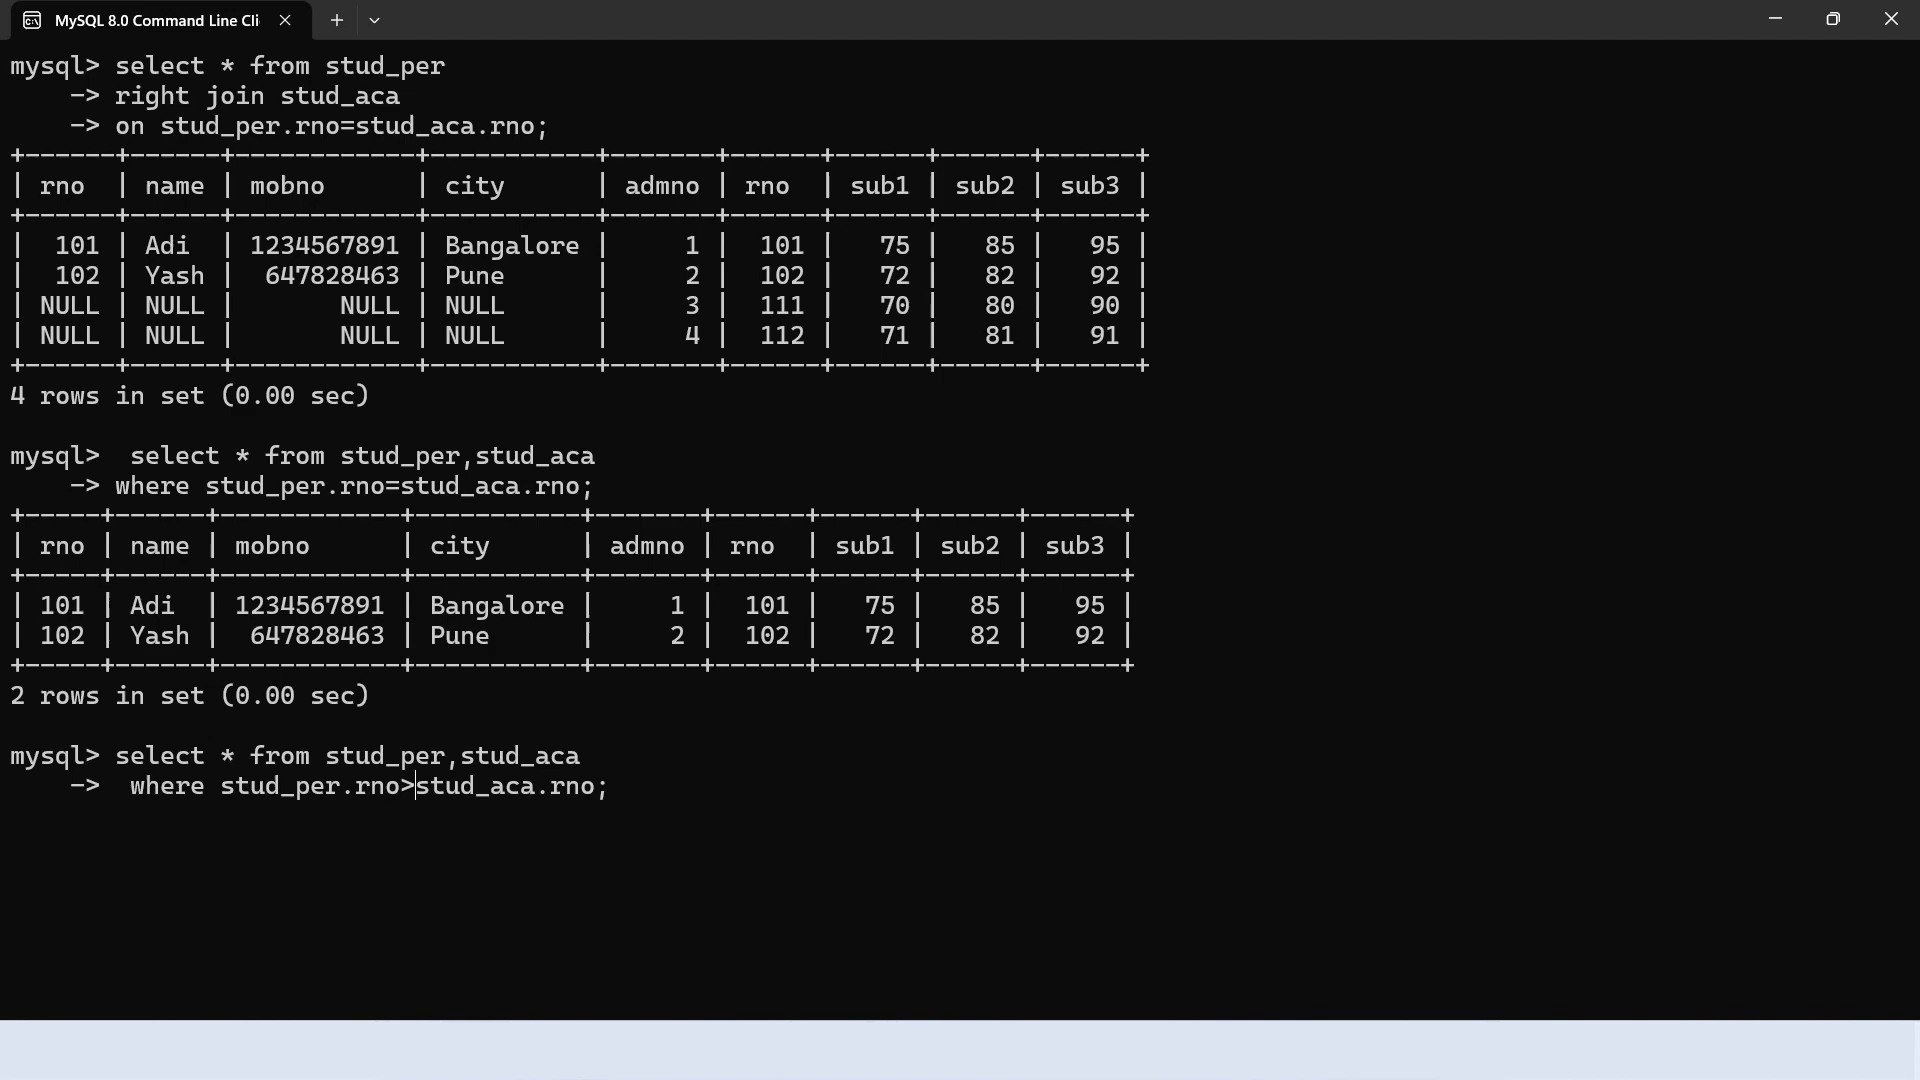 MySQL 8.0 Command Line Cli
mysql> select * from stud_per
    -> right join stud_aca
    -> on stud_per.rno=stud_aca.rno;
+------+------+------------+-----------+-------+------+------+------+------+
| rno  | name | mobno      | city      | admno | rno  | sub1 | sub2 | sub3 |
+------+------+------------+-----------+-------+------+------+------+------+
|  101 | Adi  | 1234567891 | Bangalore |     1 |  101 |   75 |   85 |   95 |
|  102 | Yash |  647828463 | Pune      |     2 |  102 |   72 |   82 |   92 |
| NULL | NULL |       NULL | NULL      |     3 |  111 |   70 |   80 |   90 |
| NULL | NULL |       NULL | NULL      |     4 |  112 |   71 |   81 |   91 |
+------+------+------------+-----------+-------+------+------+------+------+
4 rows in set (0.00 sec)
mysql>  select * from stud_per,stud_aca
    -> where stud_per.rno=stud_aca.rno;
+-----+------+------------+-----------+-------+------+------+------+------+
| rno | name | mobno      | city      | admno | rno  | sub1 | sub2 | sub3 |
+-----+------+------------+-----------+-------+------+------+------+------+
| 101 | Adi  | 1234567891 | Bangalore |     1 |  101 |   75 |   85 |   95 |
| 102 | Yash |  647828463 | Pune      |     2 |  102 |   72 |   82 |   92 |
+-----+------+------------+-----------+-------+------+------+------+------+
2 rows in set (0.00 sec)
mysql> select * from stud_per,stud_aca
    ->  where stud_per.rno>stud_aca.rno;